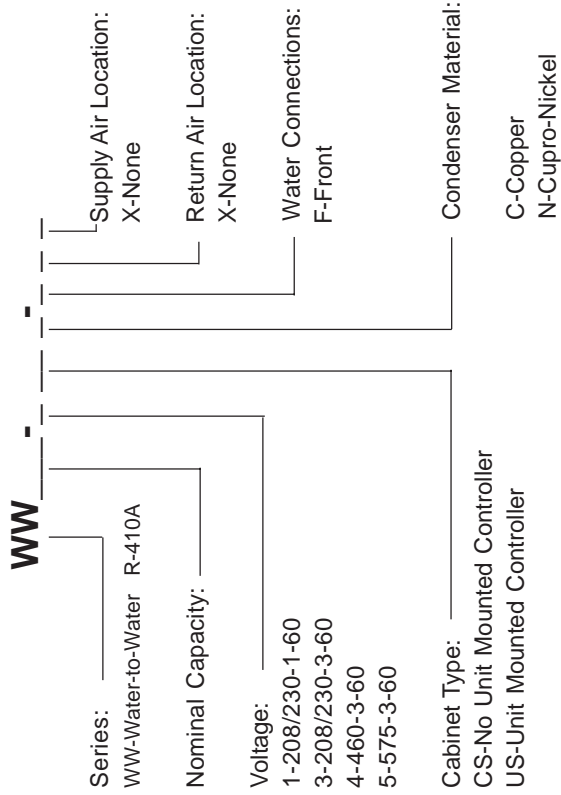 WW___-_ __ _-_ _ _
Series:
WW-Water-to-Water R-410A
Nominal Capacity:
Voltage:
1-208/230-1-60
3-208/230-3-60
4-460-3-60
5-575-3-60
Cabinet Type:
CS-No Unit Mounted Controller
US-Unit Mounted Controller
Supply Air Location:
X-None
Return Air Location:
X-None
Water Connections:
F-Front
Condenser Material:
C-Copper
N-Cupro-Nickel